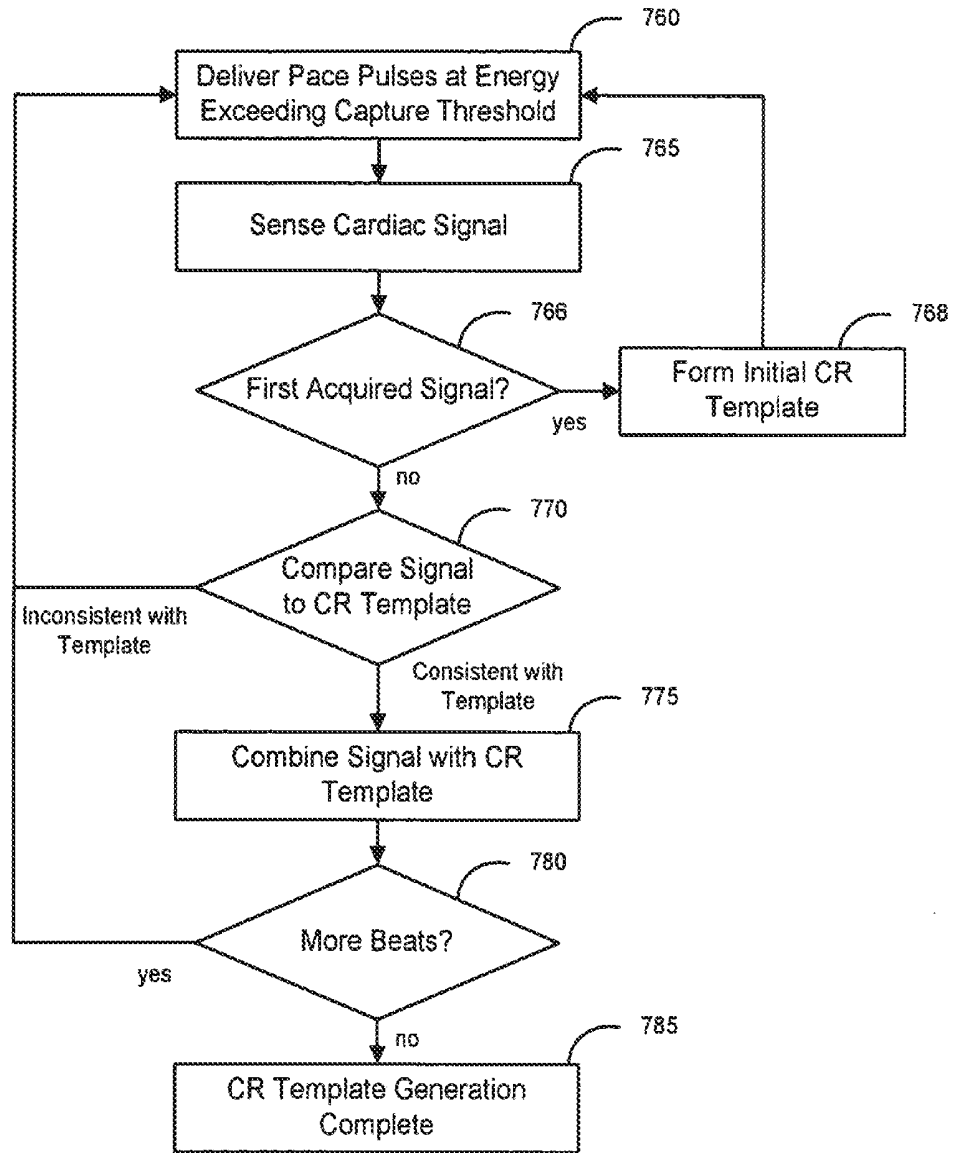 760
Deliver Pace Pulses at Energy
Exceeding Capture Threshold
765
Sense Cardiac Signal
766
First Acquired Signal?
yes
768
Form Initial CR
Template
no
770
Compare Signal
to CR Template
Inconsistent with
Template
Consistent with
Template
775
Combine Signal with CR
Template
780
More Beats?
yes
no
785
CR Template Generation
Complete